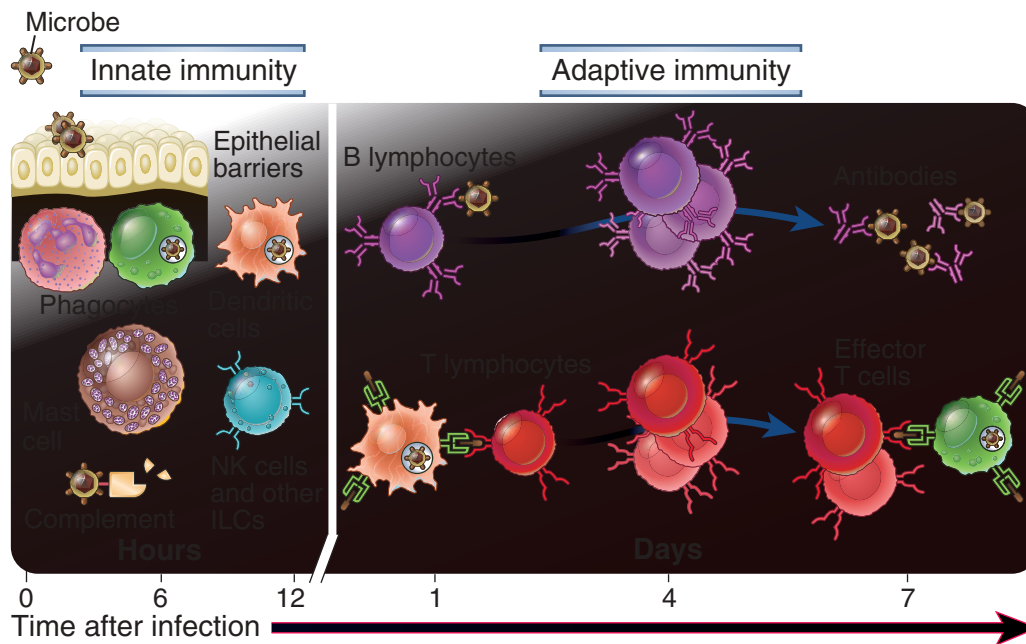 Microbe
Innate immunity
Adaptive immunity
Epithelial
barriers
Phagocytes
Dendritic
cells
Mast
cell
NK cells
and other
ILCs
Complement
Hours
B lymphocytes
Antibodies
T lymphocytes
Effector
T cells
Days
0
6
12
1
4
7
Time after infection